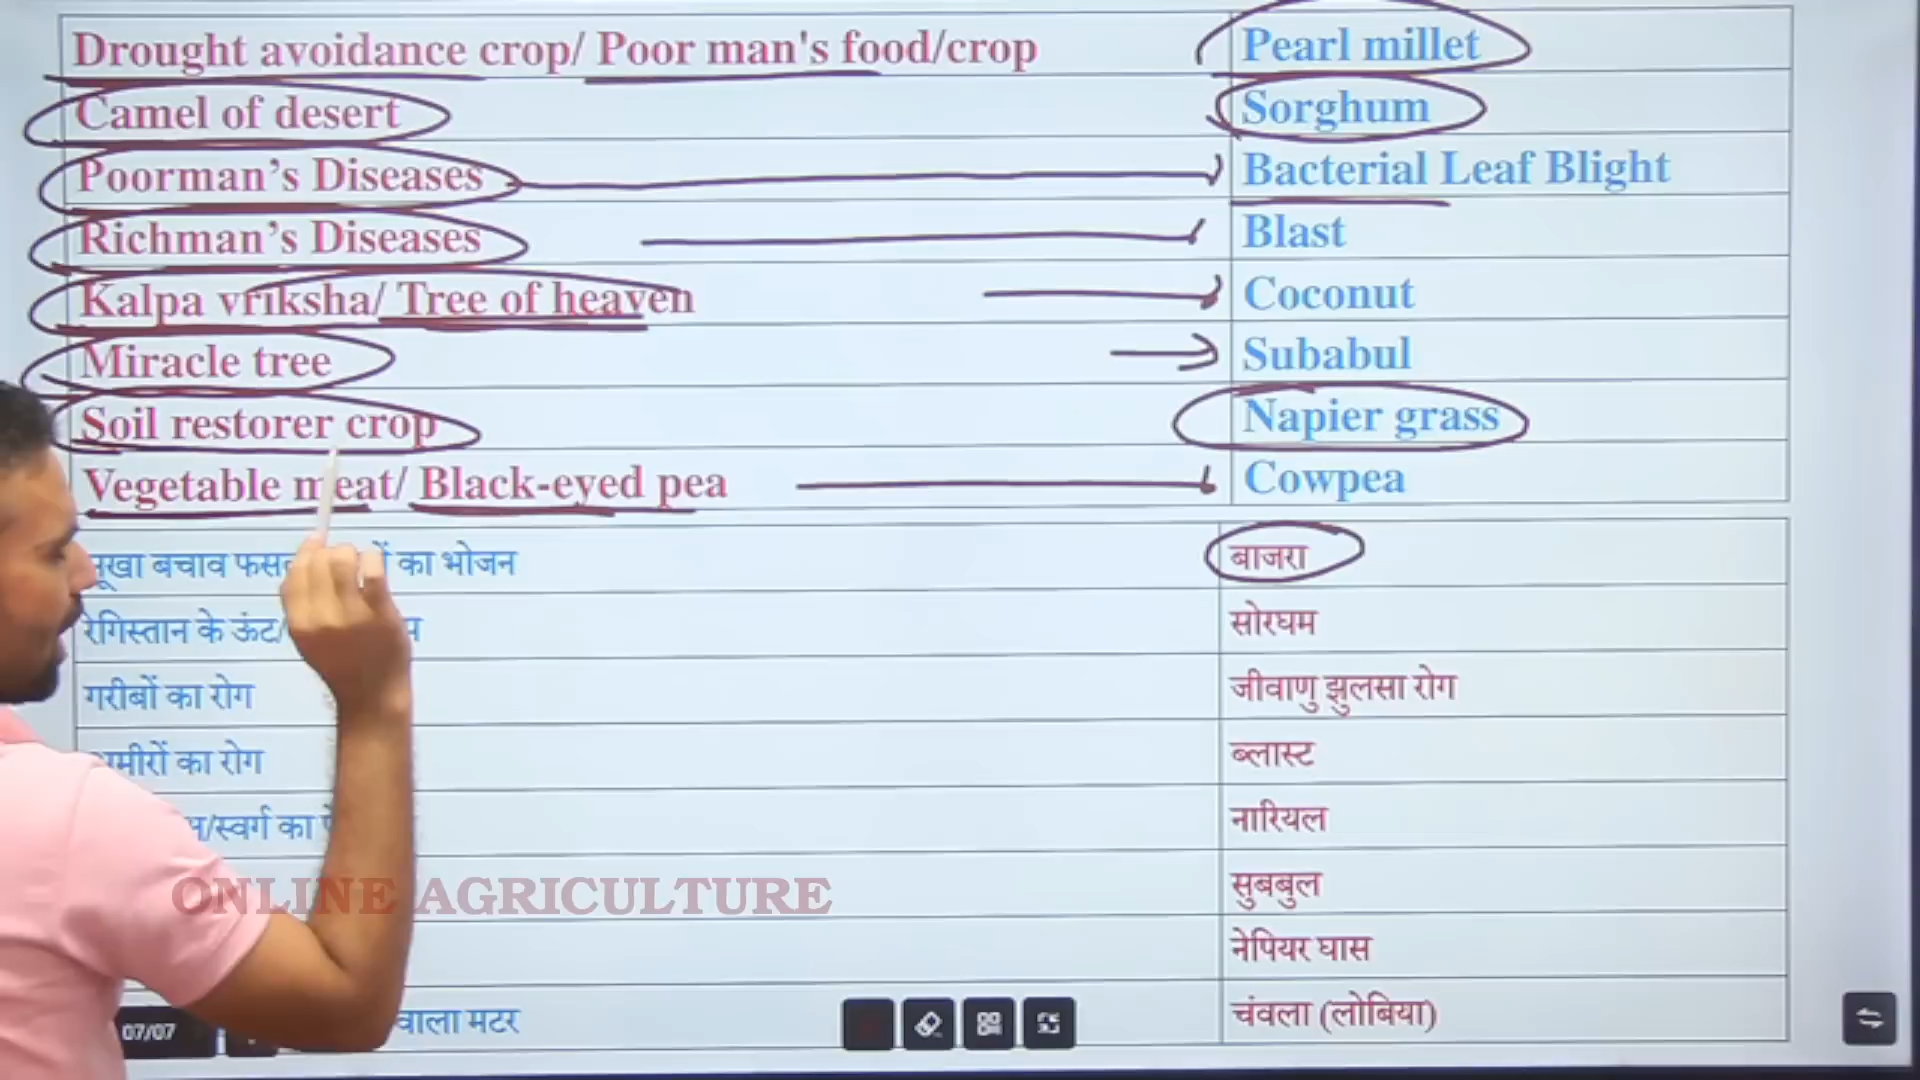 Drought avoidance crop/ Poor man's food/crop Pearl millet
Camel of desert Sorghum
Poorman’s Diseases Bacterial Leaf Blight
Richman’s Diseases Blast
Kalpa vriksha/ Tree of heaven Coconut
Miracle tree Subabul
Soil restorer crop Napier grass
Vegetable meat/ Black-eyed pea Cowpea
बचाव का भोजन बाजरा
रेगिस्तान के ऊंट/ सोरघम
गरीबों का रोग जीवाणु झुलसा रोग
का रोग ब्लास्ट
/स्वर्ग का नारियल
सुबबुल
ONLINE AGRICULTURE
नेपियर घास
वाला मटर चंवला (लोबिया)
07/07